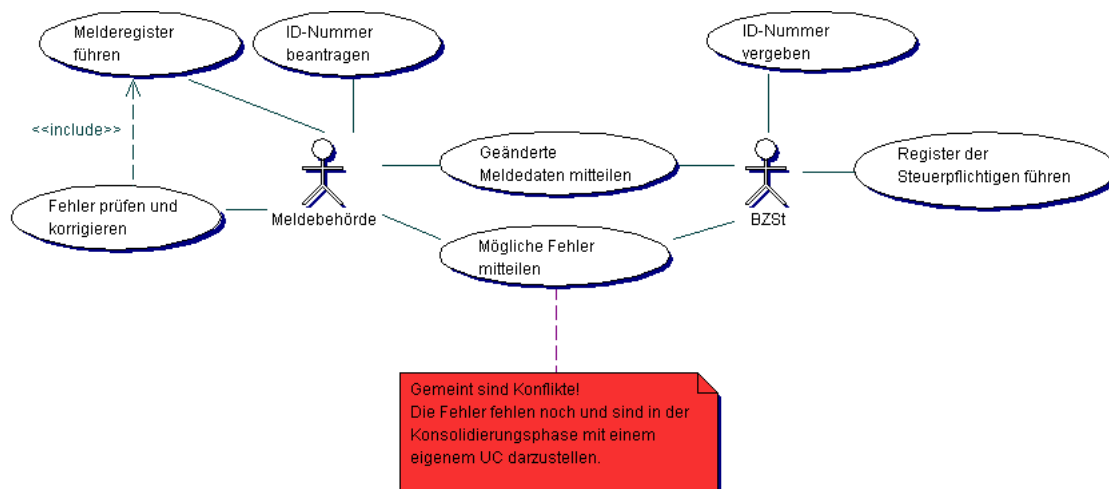 Melderegister
führen
ID-Nummer
beantragen
ID-Nummer
vergeben
<<include>>
Geänderte
Meldedaten mitteilen
Register der
Steuerpflichtigen führen
Fehler prüfen und
korrigieren
Meldebehörde
BZSt
Mögliche Fehler
mitteilen
Gemeint sind Konflikte!
Die Fehler fehlen noch und sind in der
Konsolidierungsphase mit einem
eigenem UC darzustellen.